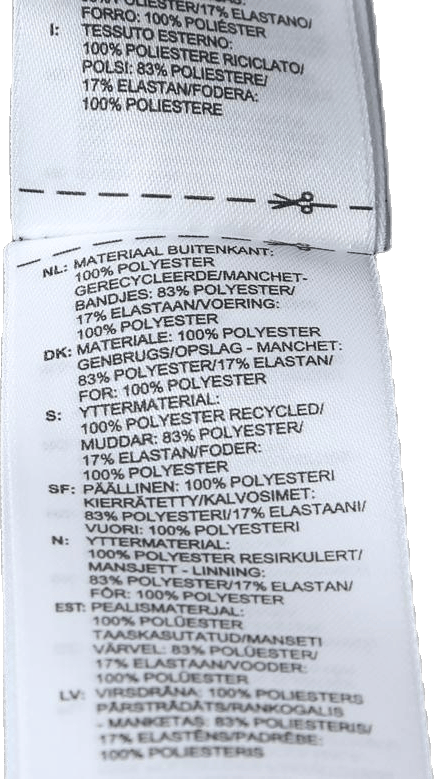 POLIÉSTER/17% ELASTANO/
FORRO: 100% POLIÉSTER
I: TESSUTO ESTERNO:
100% POLIESTERE RICICLATO/
POLSI: 83% POLIESTERE/
17% ELASTAN/FODERA:
100% POLIESTERE
NL: MATERIAAL BUITENKANT:
100% POLYESTER
GERECYCLEERDE/MANCHET-
BANDJES: 83% POLYESTER/
17% ELASTAAN/VOERING:
100% POLYESTER
DK: MATERIALE: 100% POLYESTER
GENBRUGS/OPSLAG - MANCHET:
83% POLYESTER/17% ELASTAN/
FOR: 100% POLYESTER
S: YTTERMATERIAL:
100% POLYESTER RECYCLED/
MUDDAR: 83% POLYESTER/
17% ELASTAN/FODER:
100% POLYESTER
SF: PÄÄLLINEN: 100% POLYESTERI
KIERRÄTETTY/KALVOSIMET:
83% POLYESTERI/17% ELASTAANI/
VUORI: 100% POLYESTERI
N: YTTERMATERIAL:
100% POLYESTER RESIRKULERT/
MANSJETT - LINNING:
83% POLYESTER/17% ELASTAN/
FÔR: 100% POLYESTER
EST: PEALISMATERJAL:
100% POLÜESTER
TAASKASUTATUD/MANSETI
VÄRVEL: 83% POLÜESTER/
17% ELASTAAN/VOODER:
100% POLÜESTER
LV: VIRSDRĀNA: 100% POLIESTERS
PĀRSTRĀDĀTS/RANKOGALIS
- MANKETAS: 83% POLIESTERIS/
17% ELASTĒNS/PADRĒBE:
100% POLIESTERIS